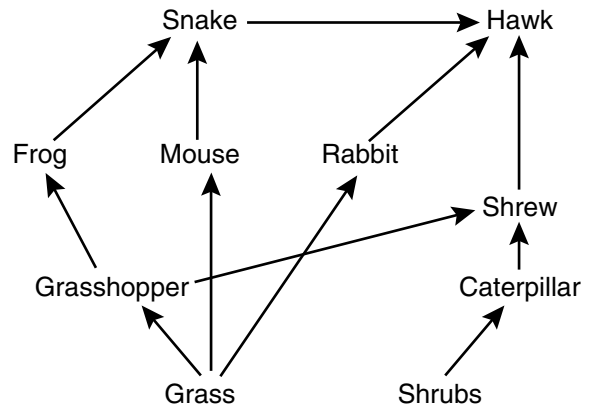 Snake Hawk
Frog Mouse Rabbit
Shrew
Grasshopper Caterpillar
Grass Shrubs